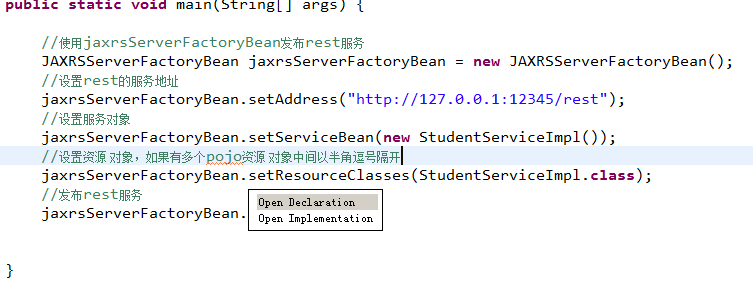 public static void main(String[] args) {
//使用jaxrsServerFactoryBean发布rest服务
JAXRSServerFactoryBean jaxrsServerFactoryBean = new JAXRSServerFactoryBean();
//设置rest的服务地址
jaxrsServerFactoryBean.setAddress("http://127.0.0.1:12345/rest");
//设置服务对象
jaxrsServerFactoryBean.setServiceBean(new StudentServiceImpl());
//设置资源 对象，如果有多个pojo资源 对象中间以半角逗号隔开
jaxrsServerFactoryBean.setResourceClasses(StudentServiceImpl.class);
//发布rest服务
jaxrsServerFactoryBean.
Open Declaration
Open Implementation
}